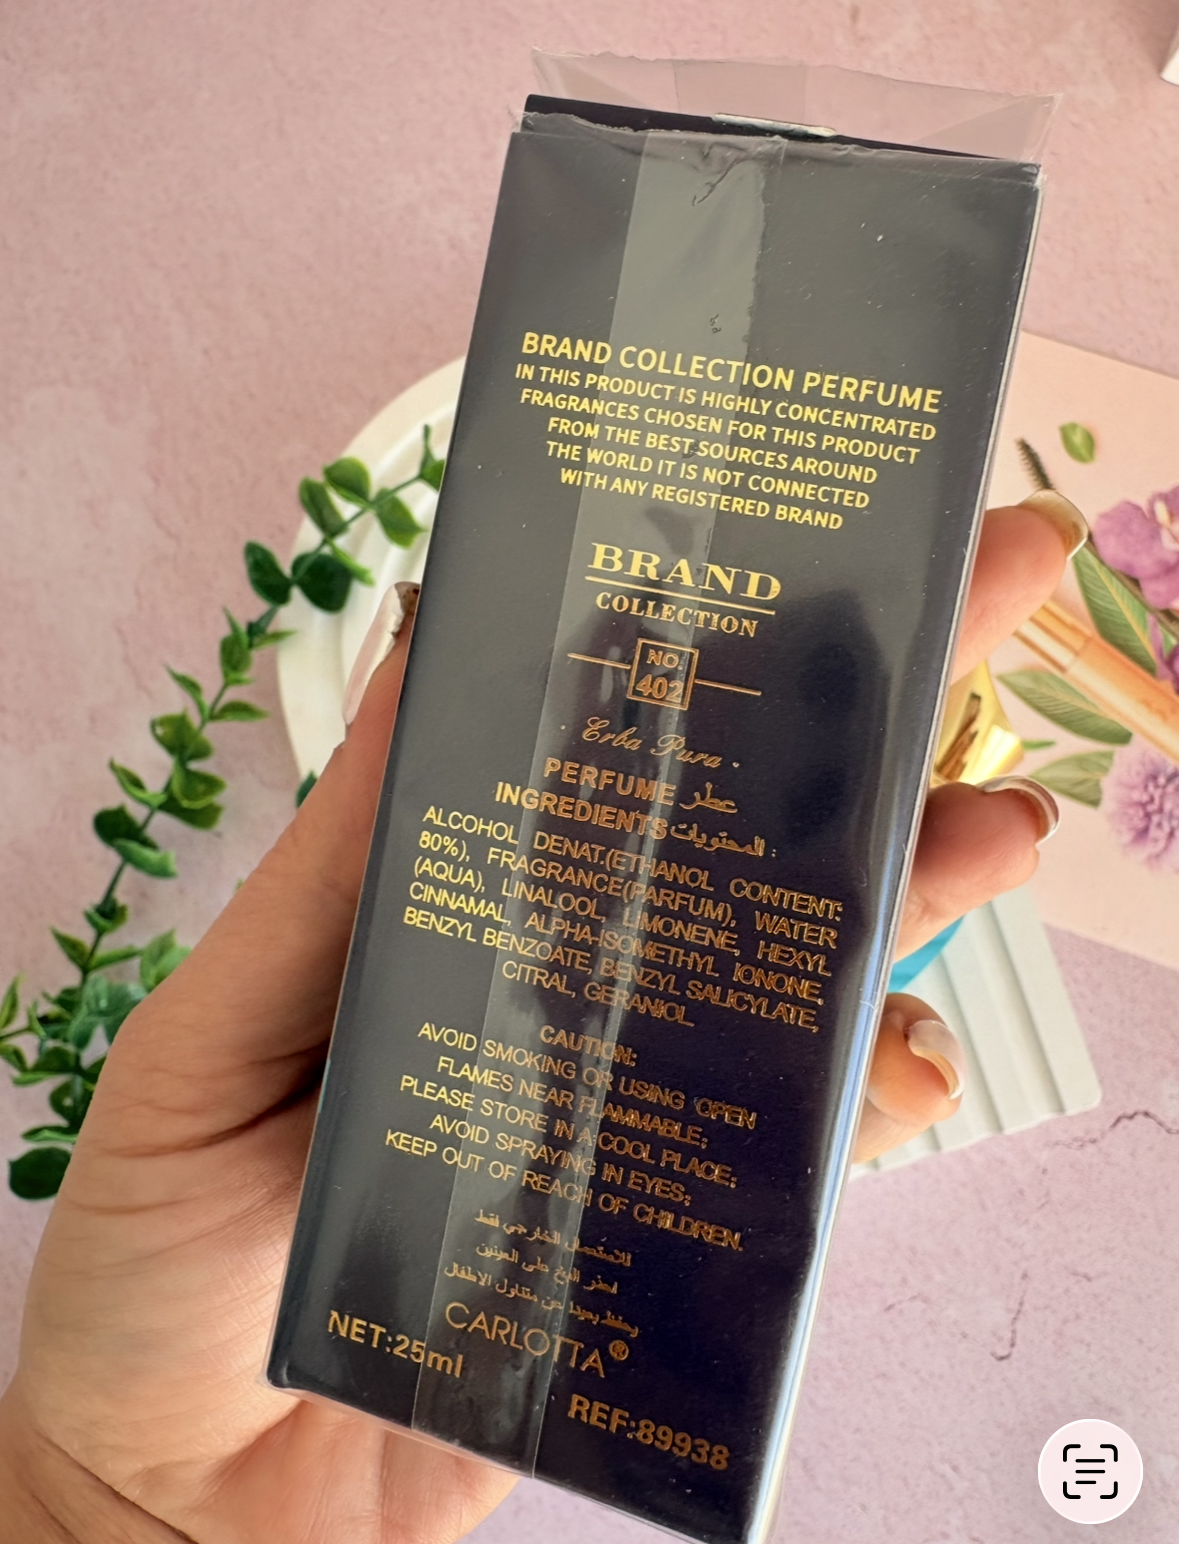 BRAND COLLECTION PERFUME
IN THIS PRODUCT IS HIGHLY CONCENTRATED
FRAGRANCES CHOSEN FOR THIS PRODUCT
FROM THE BEST SOURCES AROUND
THE WORLD IT IS NOT CONNECTED
WITH ANY REGISTERED BRAND
BRAND
COLLECTION
NO.
402
Erba Pura
PERFUME عطر
INGREDIENTS المحتويات :
ALCOHOL DENAT.(ETHANOL CONTENT:
80%), FRAGRANCE(PARFUM), WATER
(AQUA), LINALOOL, LIMONENE, HEXYL
CINNAMAL, ALPHA-ISOMETHYL IONONE,
BENZYL BENZOATE, BENZYL SALICYLATE,
CITRAL, GERANIOL
CAUTION:
AVOID SMOKING OR USING OPEN
FLAMES NEAR FLAMMABLE;
PLEASE STORE IN A COOL PLACE;
AVOID SPRAYING IN EYES;
KEEP OUT OF REACH OF CHILDREN.
للاستعمال الخارجي فقط
احذر البخ على العينين
يحفظ بعيدا عن متناول الاطفال
CARLOTTA®
NET:25ml
REF:89938